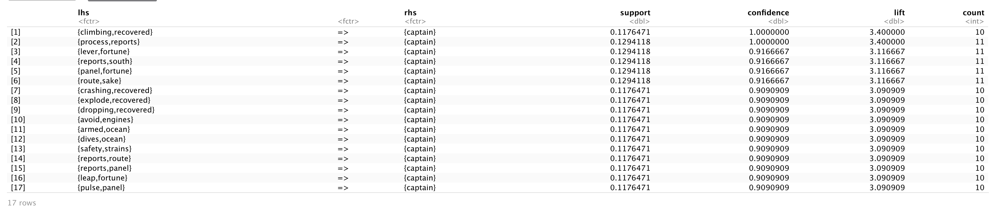 lhs rhs support confidence lift count
<fctr> <fctr> <fctr> <dbl> <dbl> <dbl> <int>
[1] {climbing,recovered} => {captain} 0.1176471 1.0000000 3.400000 10
[2] {process,reports} => {captain} 0.1294118 1.0000000 3.400000 11
[3] {lever,fortune} => {captain} 0.1294118 0.9166667 3.116667 11
[4] {reports,south} => {captain} 0.1294118 0.9166667 3.116667 11
[5] {panel,fortune} => {captain} 0.1294118 0.9166667 3.116667 11
[6] {route,sake} => {captain} 0.1294118 0.9166667 3.116667 11
[7] {crashing,recovered} => {captain} 0.1176471 0.9090909 3.090909 10
[8] {explode,recovered} => {captain} 0.1176471 0.9090909 3.090909 10
[9] {dropping,recovered} => {captain} 0.1176471 0.9090909 3.090909 10
[10] {avoid,engines} => {captain} 0.1176471 0.9090909 3.090909 10
[11] {armed,ocean} => {captain} 0.1176471 0.9090909 3.090909 10
[12] {dives,ocean} => {captain} 0.1176471 0.9090909 3.090909 10
[13] {safety,strains} => {captain} 0.1176471 0.9090909 3.090909 10
[14] {reports,route} => {captain} 0.1176471 0.9090909 3.090909 10
[15] {reports,panel} => {captain} 0.1176471 0.9090909 3.090909 10
[16] {leap,fortune} => {captain} 0.1176471 0.9090909 3.090909 10
[17] {pulse,panel} => {captain} 0.1176471 0.9090909 3.090909 10
17 rows